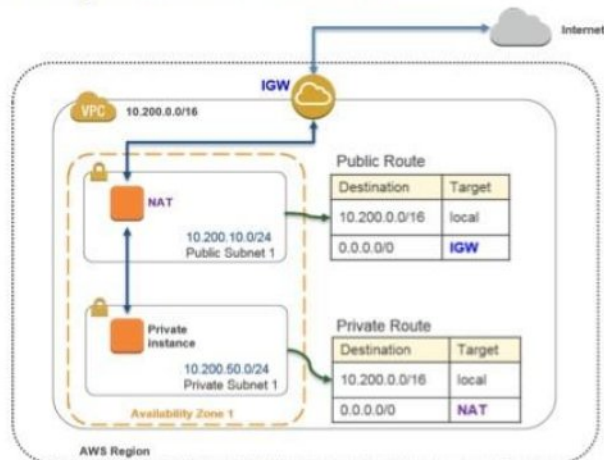 Internet
IGW
VPC 10.200.0.0/16
NAT
10.200.10.0/24
Public Subnet 1
Public Route
Destination Target
10.200.0.0/16 local
0.0.0.0/0 IGW
Private
instance
10.200.50.0/24
Private Subnet 1
Private Route
Destination Target
10.200.0.0/16 local
0.0.0.0/0 NAT
Availability Zone 1
AWS Region